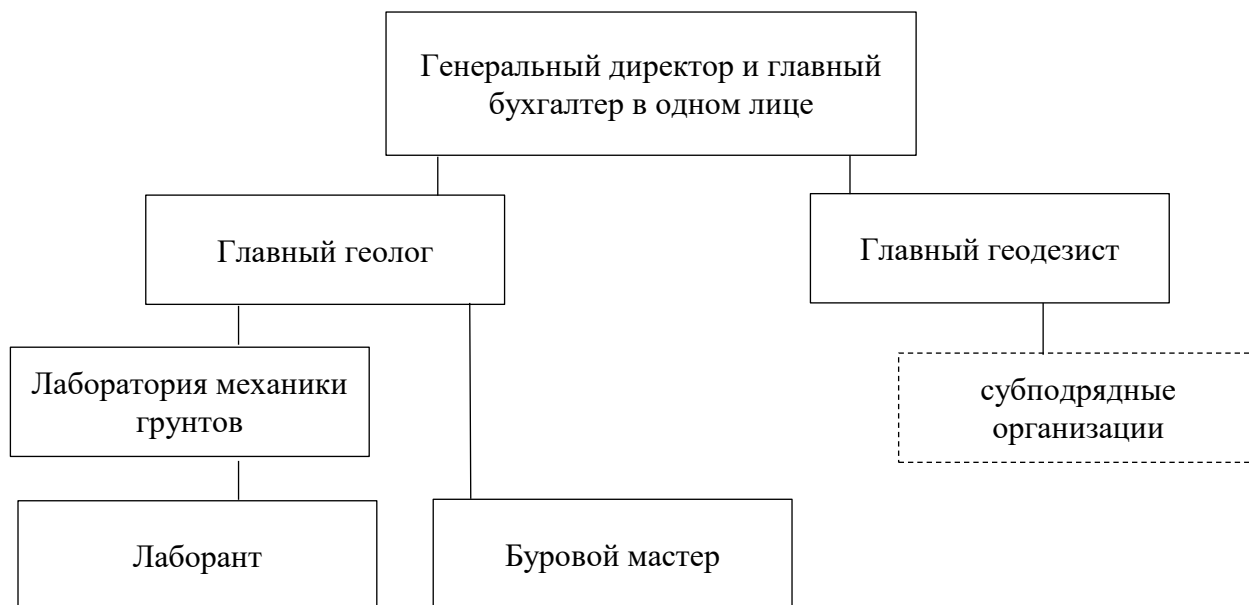 Генеральный директор и главный
бухгалтер в одном лице
Главный геолог
Главный геодезист
Лаборатория механики
грунтов
субподрядные
организации
Лаборант
Буровой мастер